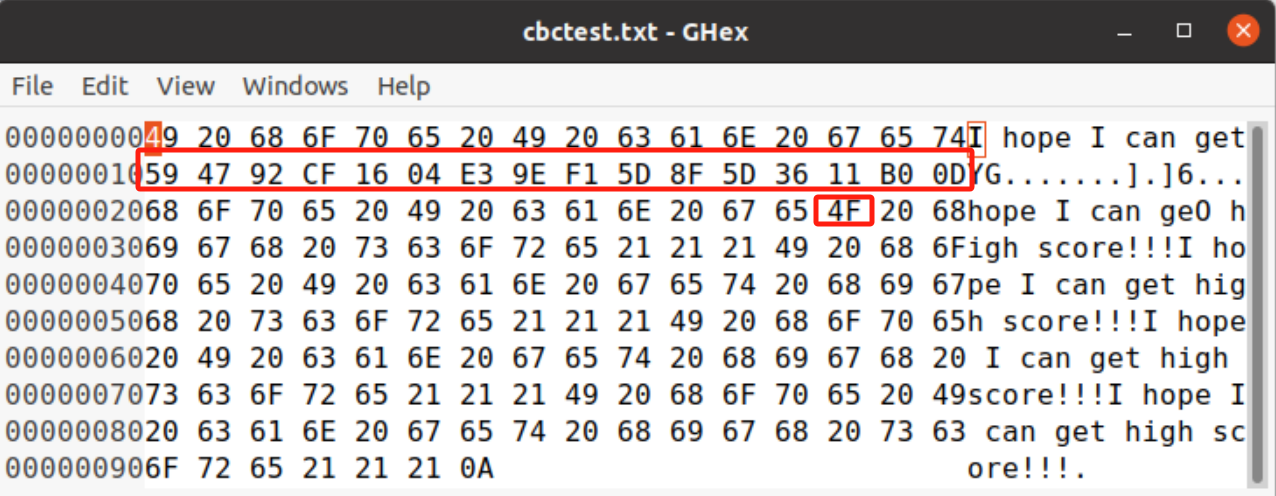 cbctest.txt - GHex
File Edit View Windows Help
00000000 49 20 68 6F 70 65 20 49 20 63 61 6E 20 67 65 74 I hope I can get
00000010 59 47 92 CF 16 04 E3 9E F1 5D 8F 5D 36 11 B0 0D YG.......].]6...
00000020 68 6F 70 65 20 49 20 63 61 6E 20 67 65 4F 20 68 hope I can geO h
00000030 69 67 68 20 73 63 6F 72 65 21 21 21 49 20 68 6F igh score!!!I ho
00000040 70 65 20 49 20 63 61 6E 20 67 65 74 20 68 69 67 pe I can get hig
00000050 68 20 73 63 6F 72 65 21 21 21 49 20 68 6F 70 65 h score!!!I hope
00000060 20 49 20 63 61 6E 20 67 65 74 20 68 69 67 68 20 I can get high
00000070 73 63 6F 72 65 21 21 21 49 20 68 6F 70 65 20 49 score!!!I hope I
00000080 20 63 61 6E 20 67 65 74 20 68 69 67 68 20 73 63 can get high sc
00000090 6F 72 65 21 21 21 0A ore!!!.